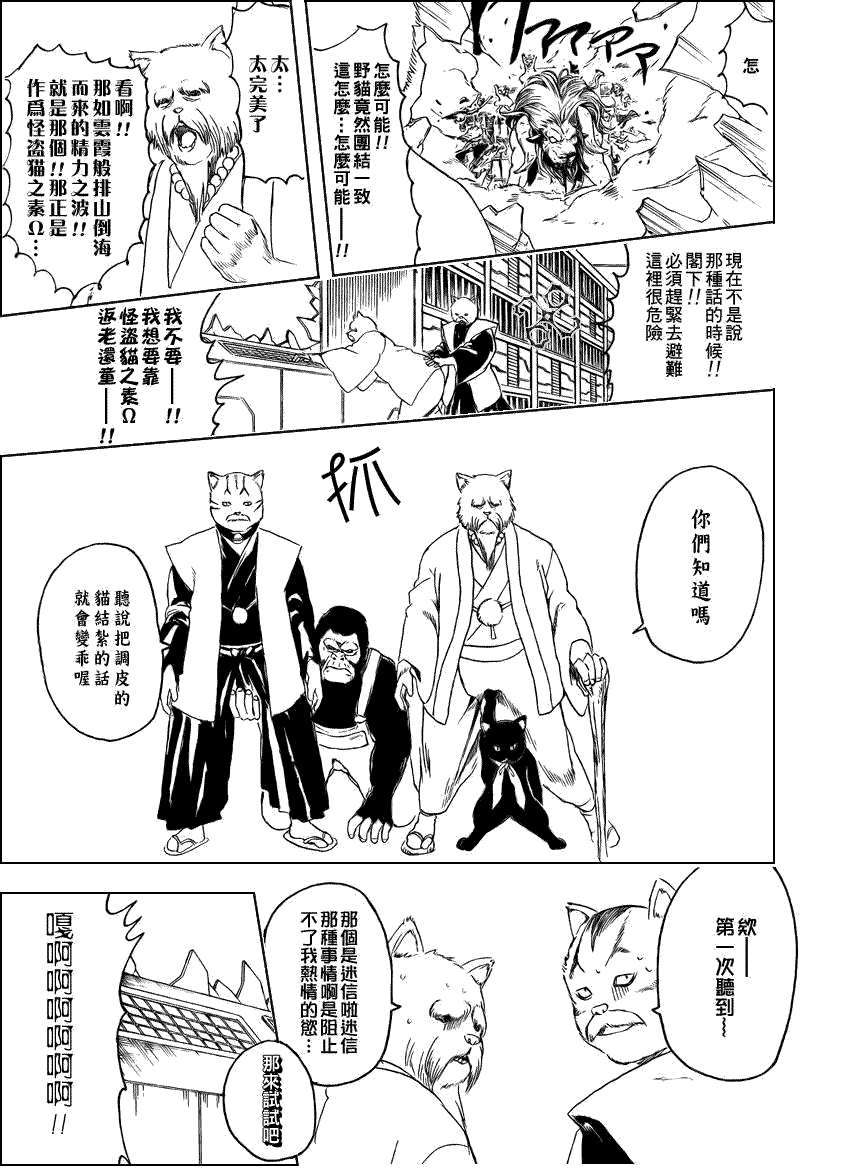 怎
アアアア
怎麼可能!!
野貓竟然團結一致
這怎麼…怎麼可能——!!
太…
太完美了
看啊!!
那如雲霞般排山倒海
而來的精力之波!!
就是那個!!那正是
作爲怪盜猫之素Ω…
現在不是說
那種話的時候!!
閣下!!
必須趕緊去避難
這裡很危險
我不要——!!
我想要靠
怪盜貓之素Ω
返老還童——!!
抓
你們知道嗎
聽說把調皮的
貓結紮的話
就會變乖喔
欸——
第一次聽到~
那個是迷信啦迷信
那種事情啊是阻止
不了我熱情的慾…
那來試試吧
嘎啊啊啊啊啊啊!!